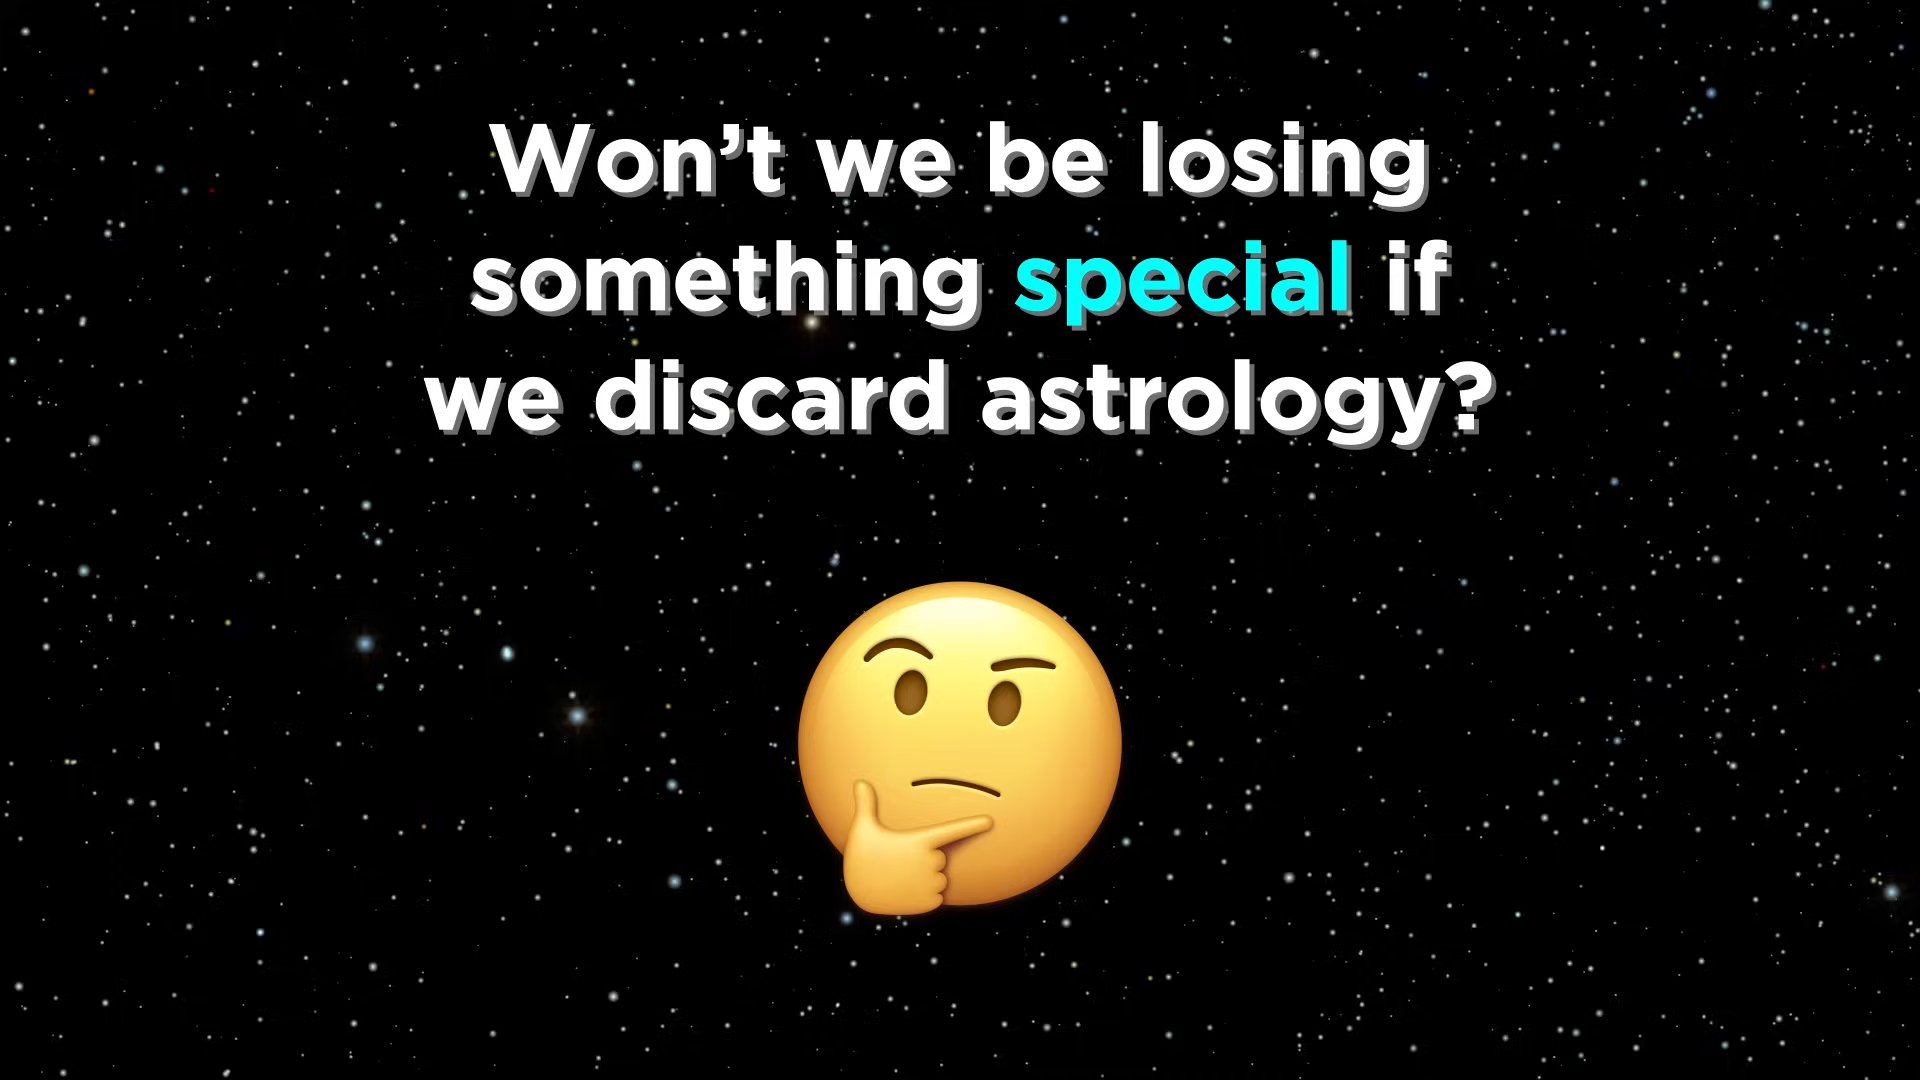 Won’t we be losing
something special if
we discard astrology?